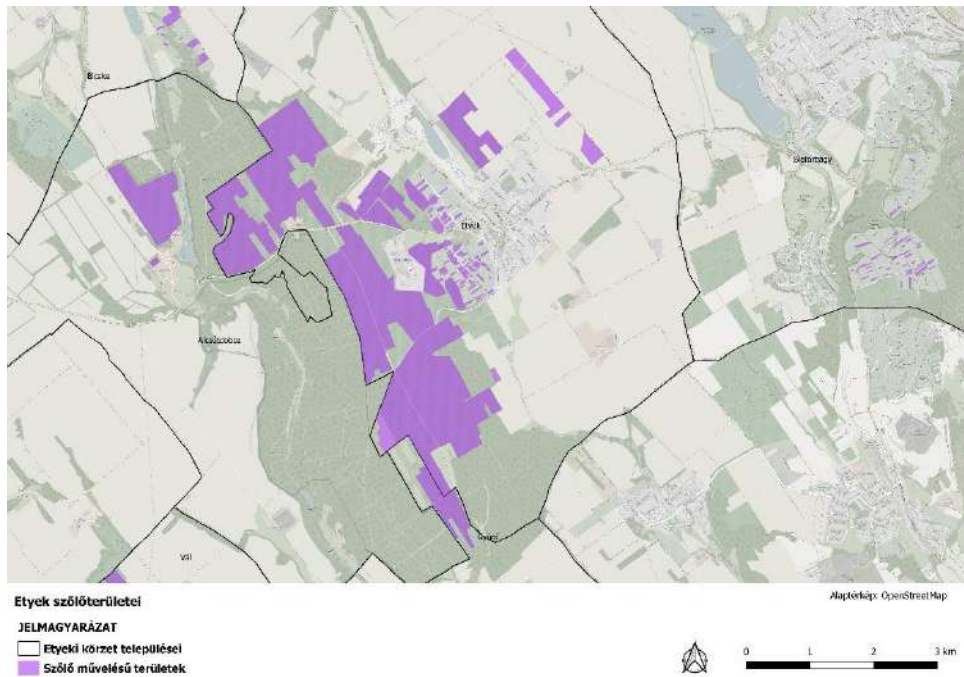 Bicske
Biatorbágy
Etyek
Alcsútdoboz
Vál
Gyúró
Etyek szőlőterületei
Alaptérkép: OpenStreetMap
JELMAGYARÁZAT
Etyeki körzet települései
Szőlő művelésű területek
0 1 2 3 km